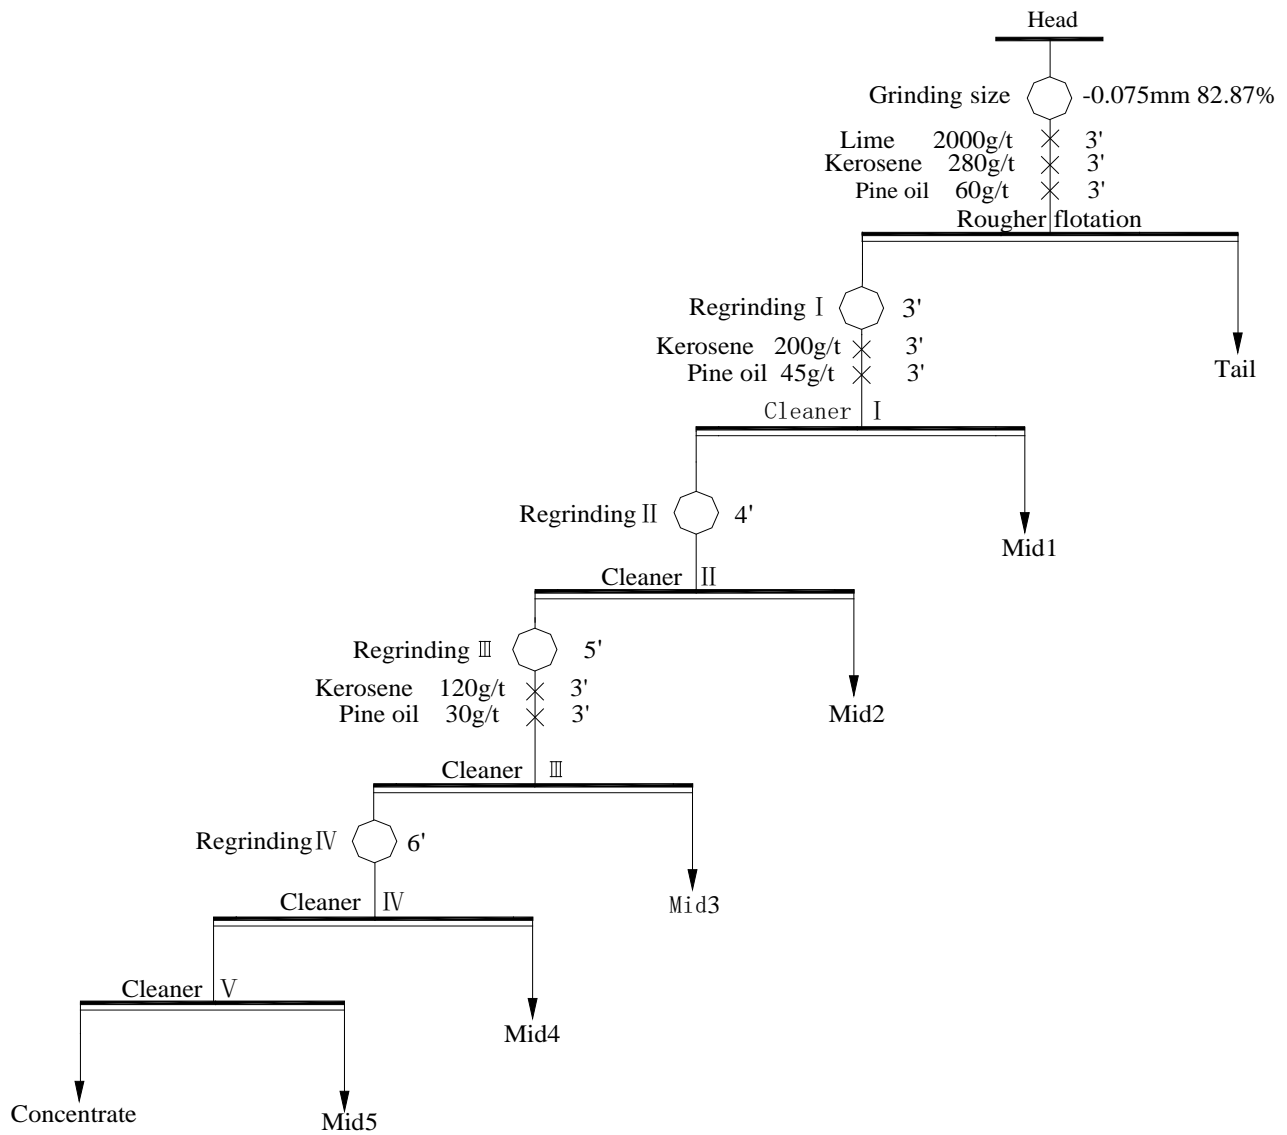 Head
Grinding size -0.075mm 82.87%
Lime 2000g/t 3'
Kerosene 280g/t 3'
Pine oil 60g/t 3'
Rougher flotation
Regrinding Ⅰ 3'
Kerosene 200g/t 3'
Pine oil 45g/t 3'
Tail
Cleaner Ⅰ
Regrinding Ⅱ 4'
Mid1
Cleaner Ⅱ
Regrinding Ⅲ 5'
Kerosene 120g/t 3'
Pine oil 30g/t 3'
Mid2
Cleaner Ⅲ
Regrinding Ⅳ 6'
Cleaner Ⅳ
Mid3
Cleaner Ⅴ
Mid4
Concentrate
Mid5